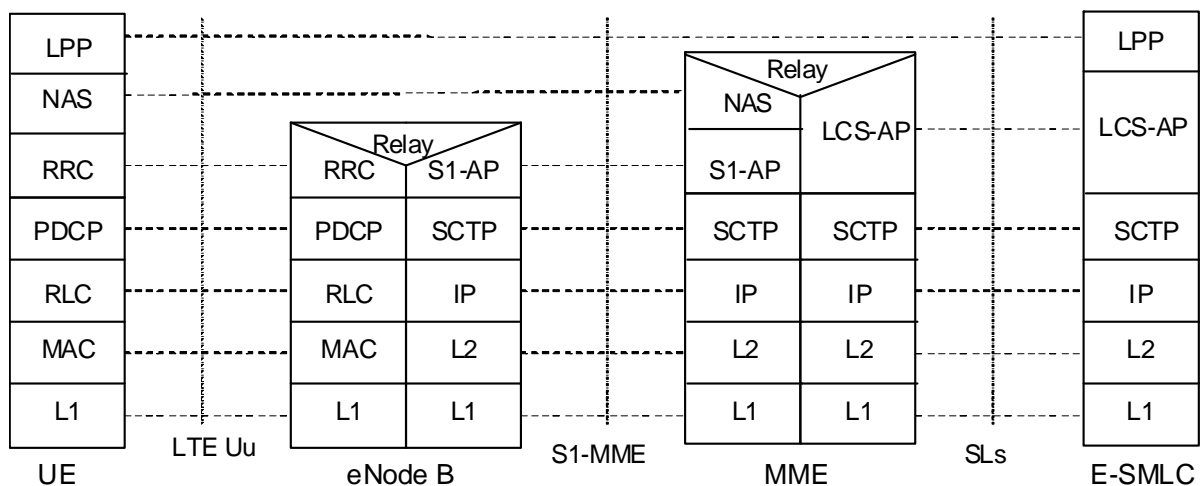 LPP
NAS
RRC
PDCP
RLC
MAC
L1
UE
LTE Uu
Relay
RRC
S1-AP
PDCP
SCTP
RLC
IP
MAC
L2
L1
L1
eNode B
S1-MME
Relay
NAS
LCS-AP
S1-AP
SCTP
SCTP
IP
IP
L2
L2
L1
L1
MME
SLs
LPP
LCS-AP
SCTP
IP
L2
L1
E-SMLC